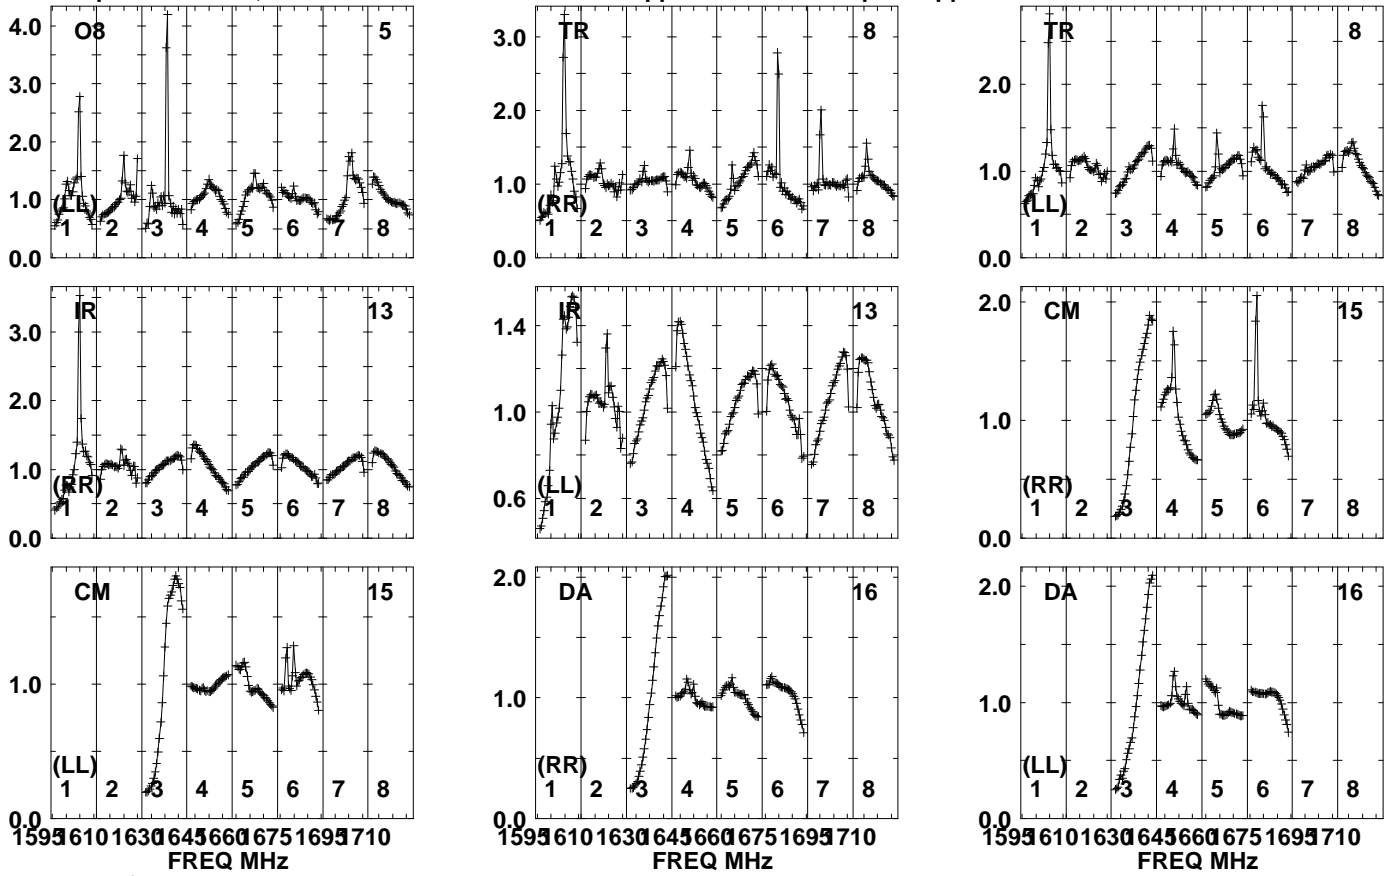 4.0 O8 5
3.0
2.0
1.0
(LL)
1 2 3 4 5 6 7 8
0.0
3.0 TR 8
2.0
1.0
(RR)
1 2 3 4 5 6 7 8
0.0
TR 8
2.0
1.0
(LL)
1 2 3 4 5 6 7 8
0.0
IR 13
3.0
2.0
1.0
(RR)
1 2 3 4 5 6 7 8
0.0
IR 13
1.4
1.0
0.6
(LL)
1 2 3 4 5 6 7 8
2.0 CM 15
1.0
(RR)
1 2 3 4 5 6 7 8
0.0
CM 15
1.0
(LL)
1 2 3 4 5 6 7 8
0.0
1595 1610 1630 1645 1660 1675 1695 1710
FREQ MHz
2.0 DA 16
1.0
(RR)
1 2 3 4 5 6 7 8
0.0
1595 1610 1630 1645 1660 1675 1695 1710
FREQ MHz
2.0 DA 16
1.0
(LL)
1 2 3 4 5 6 7 8
0.0
1595 1610 1630 1645 1660 1675 1695 1710
FREQ MHz